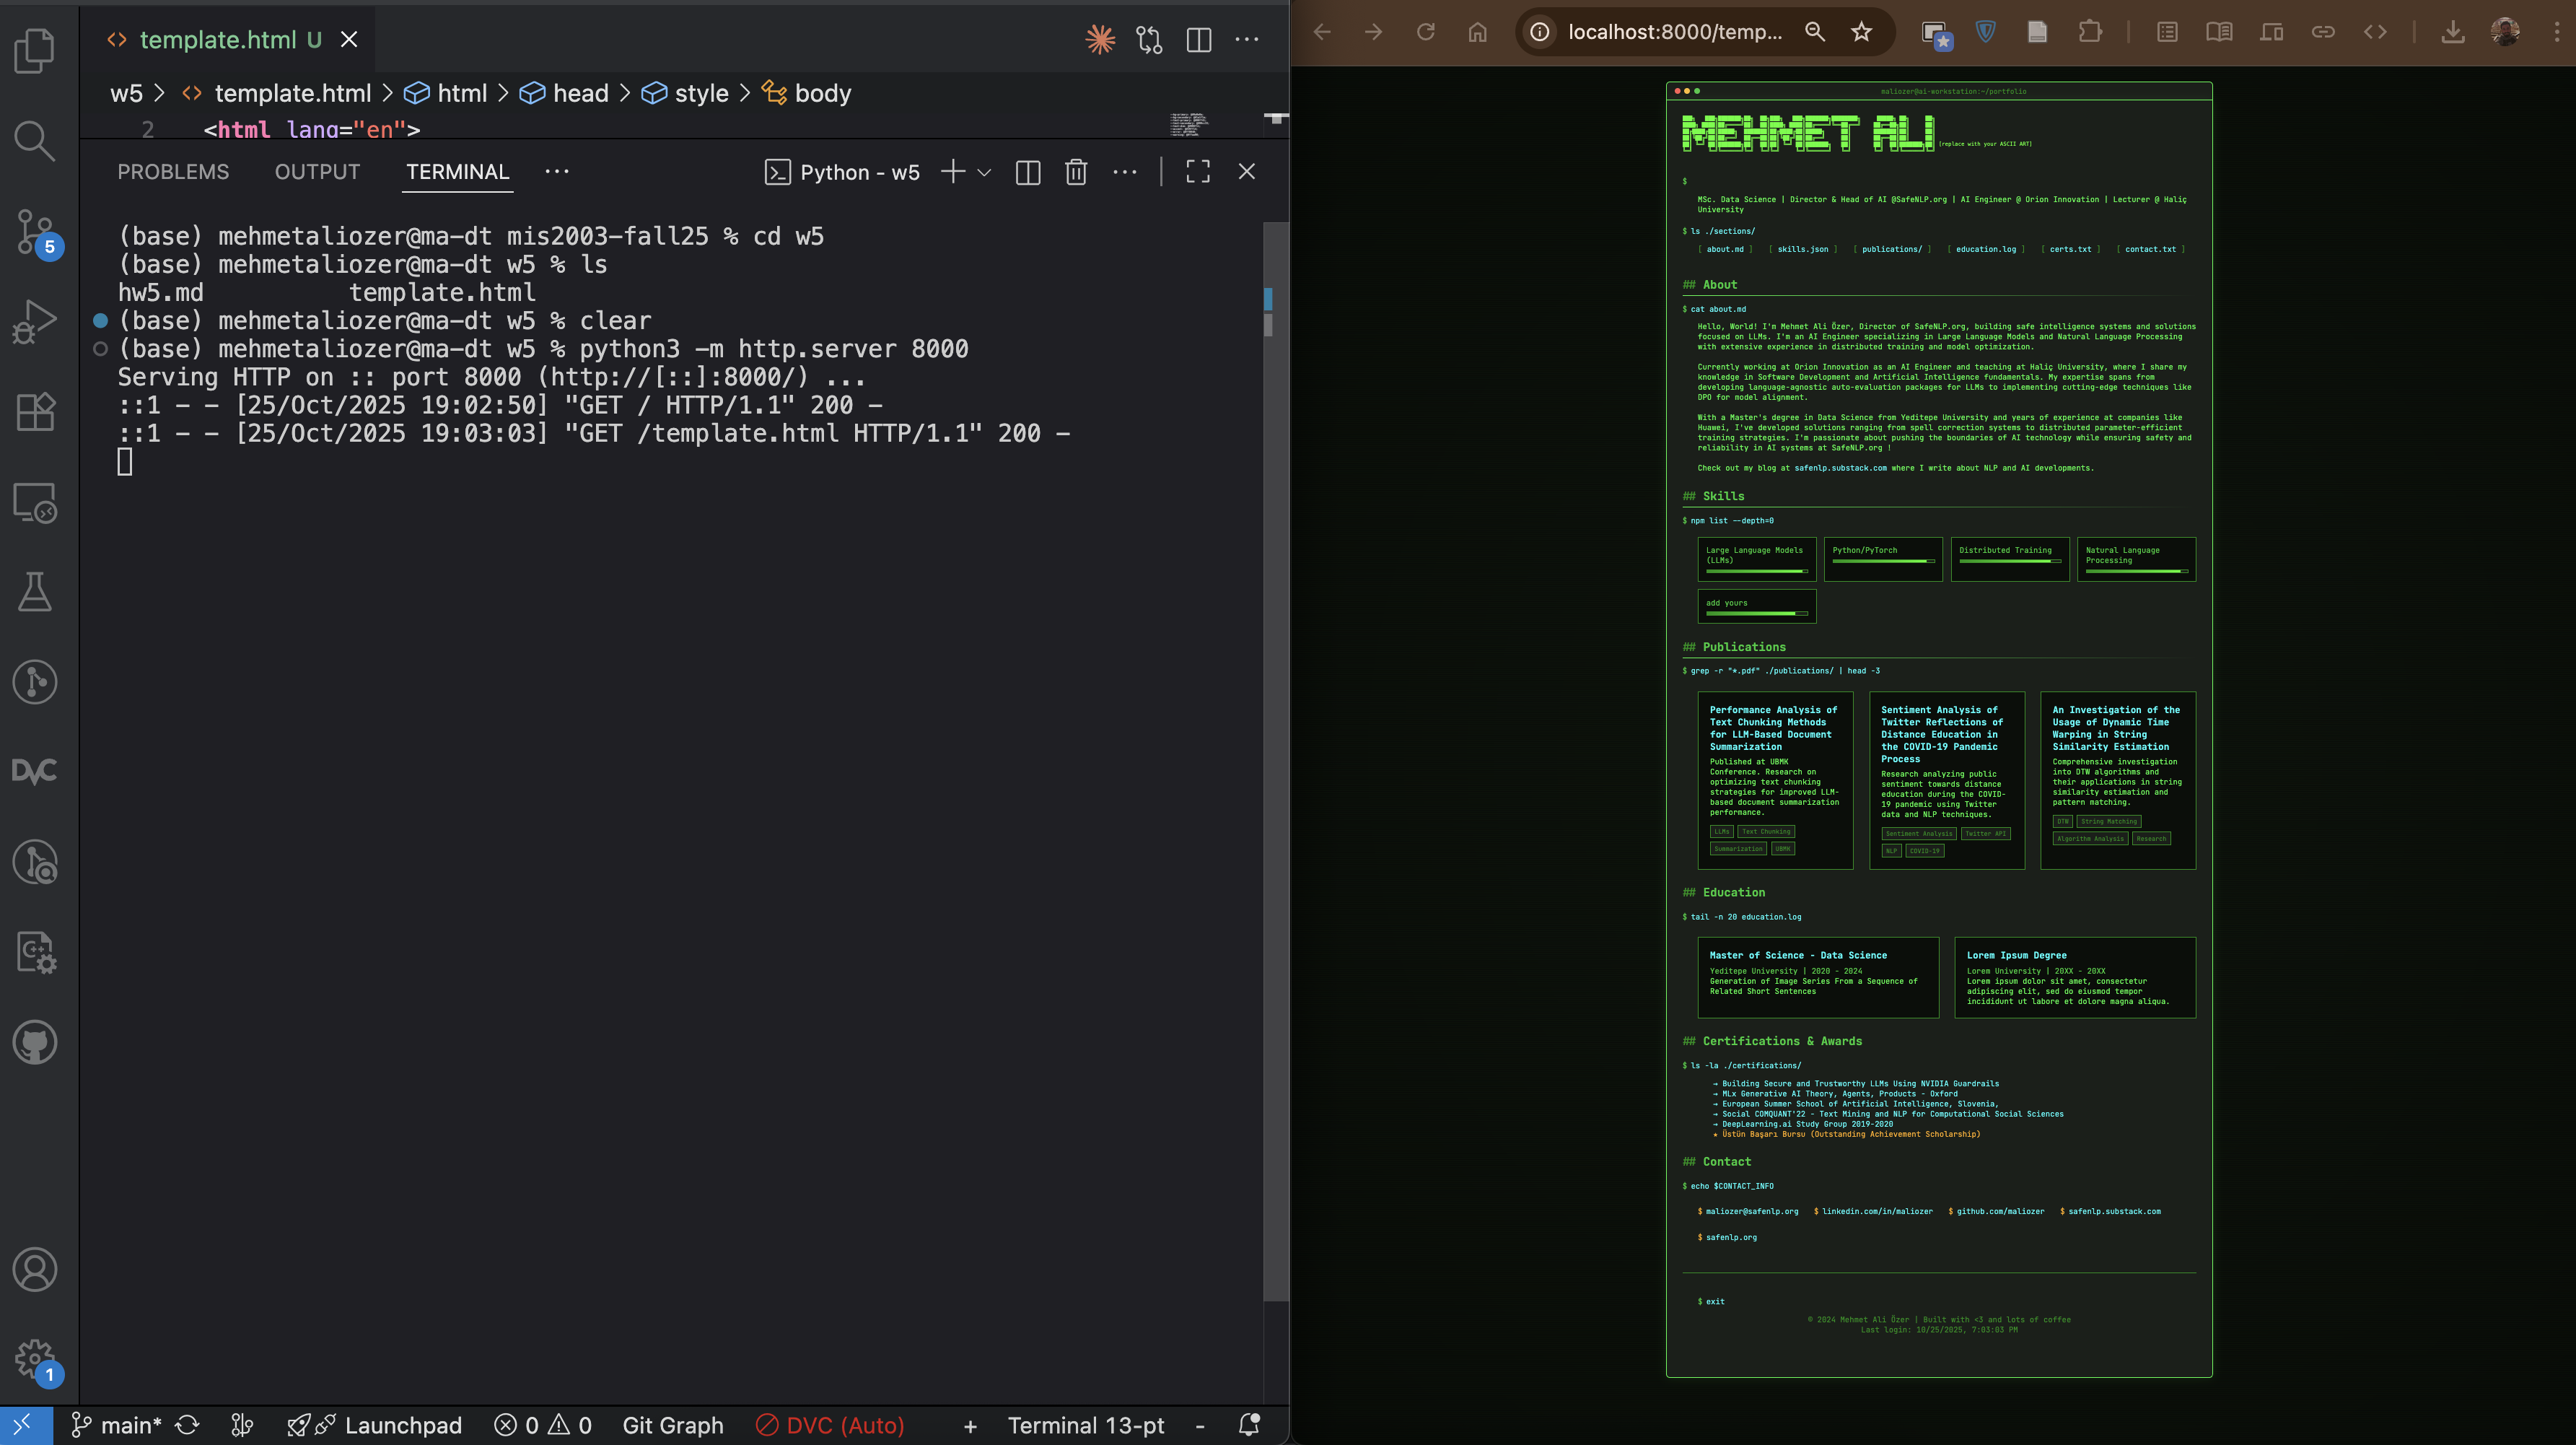 template.html U
w5 > template.html > html > head > style > body
2 <html lang="en">
PROBLEMS OUTPUT TERMINAL
Python - w5
(base) mehmetaliozer@ma-dt mis2003-fall25 % cd w5
(base) mehmetaliozer@ma-dt w5 % ls
hw5.md template.html
(base) mehmetaliozer@ma-dt w5 % clear
(base) mehmetaliozer@ma-dt w5 % python3 -m http.server 8000
Serving HTTP on :: port 8000 (http://[::]:8000/) ...
::1 - - [25/Oct/2025 19:02:50] "GET / HTTP/1.1" 200 -
::1 - - [25/Oct/2025 19:03:03] "GET /template.html HTTP/1.1" 200 -
5
DVC
C++
1
main* Launchpad 0 0 Git Graph DVC (Auto) + Terminal 13-pt -
localhost:8000/temp...
maliozer@ai-workstation:~/portfolio
MEHMET ALI [replace with your ASCII ART]
$
MSc. Data Science | Director & Head of AI @SafeNLP.org | AI Engineer @ Orion Innovation | Lecturer @ Haliç
University
$ ls ./sections/
[ about.md ] [ skills.json ] [ publications/ ] [ education.log ] [ certs.txt ] [ contact.txt ]
## About
$ cat about.md
Hello, World! I'm Mehmet Ali Özer, Director of SafeNLP.org, building safe intelligence systems and solutions
focused on LLMs. I'm an AI Engineer specializing in Large Language Models and Natural Language Processing
with extensive experience in distributed training and model optimization.
Currently working at Orion Innovation as an AI Engineer and teaching at Haliç University, where I share my
knowledge in Software Development and Artificial Intelligence fundamentals. My expertise spans from
developing language-agnostic auto-evaluation packages for LLMs to implementing cutting-edge techniques like
DPO for model alignment.
With a Master's degree in Data Science from Yeditepe University and years of experience at companies like
Huawei, I've developed solutions ranging from spell correction systems to distributed parameter-efficient
training strategies. I'm passionate about pushing the boundaries of AI technology while ensuring safety and
reliability in AI systems at SafeNLP.org !
Check out my blog at safenlp.substack.com where I write about NLP and AI developments.
## Skills
$ npm list --depth=0
Large Language Models
(LLMs)
Python/PyTorch
Distributed Training
Natural Language
Processing
add yours
## Publications
$ grep -r "*.pdf" ./publications/ | head -3
Performance Analysis of
Text Chunking Methods
for LLM-Based Document
Summarization
Published at UBMK
Conference. Research on
optimizing text chunking
strategies for improved LLM-
based document summarization
performance.
LLMs Text Chunking
Summarization UBMK
Sentiment Analysis of
Twitter Reflections of
Distance Education in
the COVID-19 Pandemic
Process
Research analyzing public
sentiment towards distance
education during the COVID-
19 pandemic using Twitter
data and NLP techniques.
Sentiment Analysis Twitter API
NLP COVID-19
An Investigation of the
Usage of Dynamic Time
Warping in String
Similarity Estimation
Comprehensive investigation
into DTW algorithms and
their applications in string
similarity estimation and
pattern matching.
DTW String Matching
Algorithm Analysis Research
## Education
$ tail -n 20 education.log
Master of Science - Data Science
Yeditepe University | 2020 - 2024
Generation of Image Series From a Sequence of
Related Short Sentences
Lorem Ipsum Degree
Lorem University | 20XX - 20XX
Lorem ipsum dolor sit amet, consectetur
adipiscing elit, sed do eiusmod tempor
incididunt ut labore et dolore magna aliqua.
## Certifications & Awards
$ ls -la ./certifications/
→ Building Secure and Trustworthy LLMs Using NVIDIA Guardrails
→ MLx Generative AI Theory, Agents, Products - Oxford
→ European Summer School of Artificial Intelligence, Slovenia,
→ Social COMQUANT'22 - Text Mining and NLP for Computational Social Sciences
→ DeepLearning.ai Study Group 2019-2020
★ Üstün Başarı Bursu (Outstanding Achievement Scholarship)
## Contact
$ echo $CONTACT_INFO
$ maliozer@safenlp.org $ linkedin.com/in/maliozer $ github.com/maliozer $ safenlp.substack.com
$ safenlp.org
$ exit
© 2024 Mehmet Ali Özer | Built with <3 and lots of coffee
Last login: 10/25/2025, 7:03:03 PM